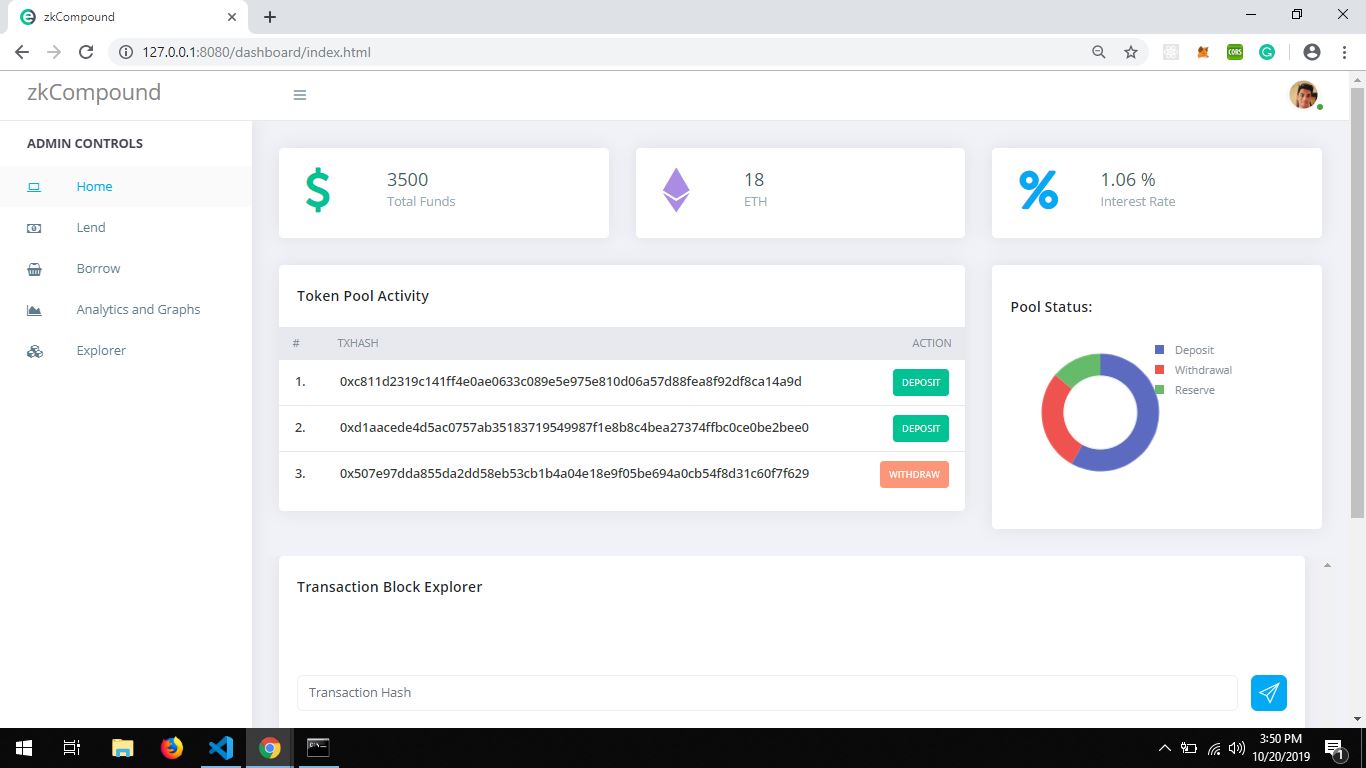 zkCompound
127.0.0.1:8080/dashboard/index.html
CORS
zkCompound
ADMIN CONTROLS
Home
Lend
Borrow
Analytics and Graphs
Explorer
3500
Total Funds
18
ETH
1.06 %
Interest Rate
Token Pool Activity
# TXHASH ACTION
1. 0xc811d2319c141ff4e0ae0633c089e5e975e810d06a57d88fea8f92df8ca14a9d DEPOSIT
2. 0xd1aacede4d5ac0757ab35183719549987f1e8b8c4bea27374ffbc0ce0be2bee0 DEPOSIT
3. 0x507e97dda855da2dd58eb53cb1b4a04e18e9f05be694a0cb54f8d31c60f7f629 WITHDRAW
Pool Status:
Deposit
Withdrawal
Reserve
Transaction Block Explorer
Transaction Hash
3:50 PM
10/20/2019
1